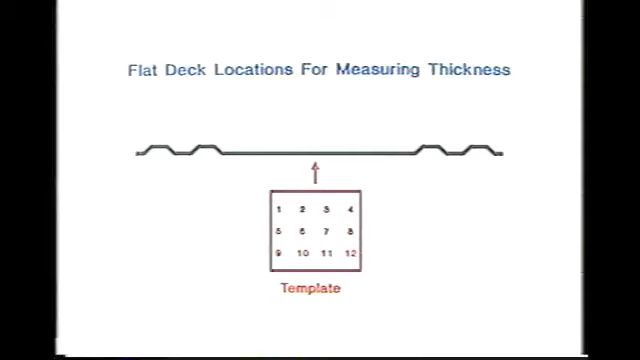 Flat Deck Locations For Measuring Thickness
1 2 3 4
5 6 7 8
9 10 11 12
Template